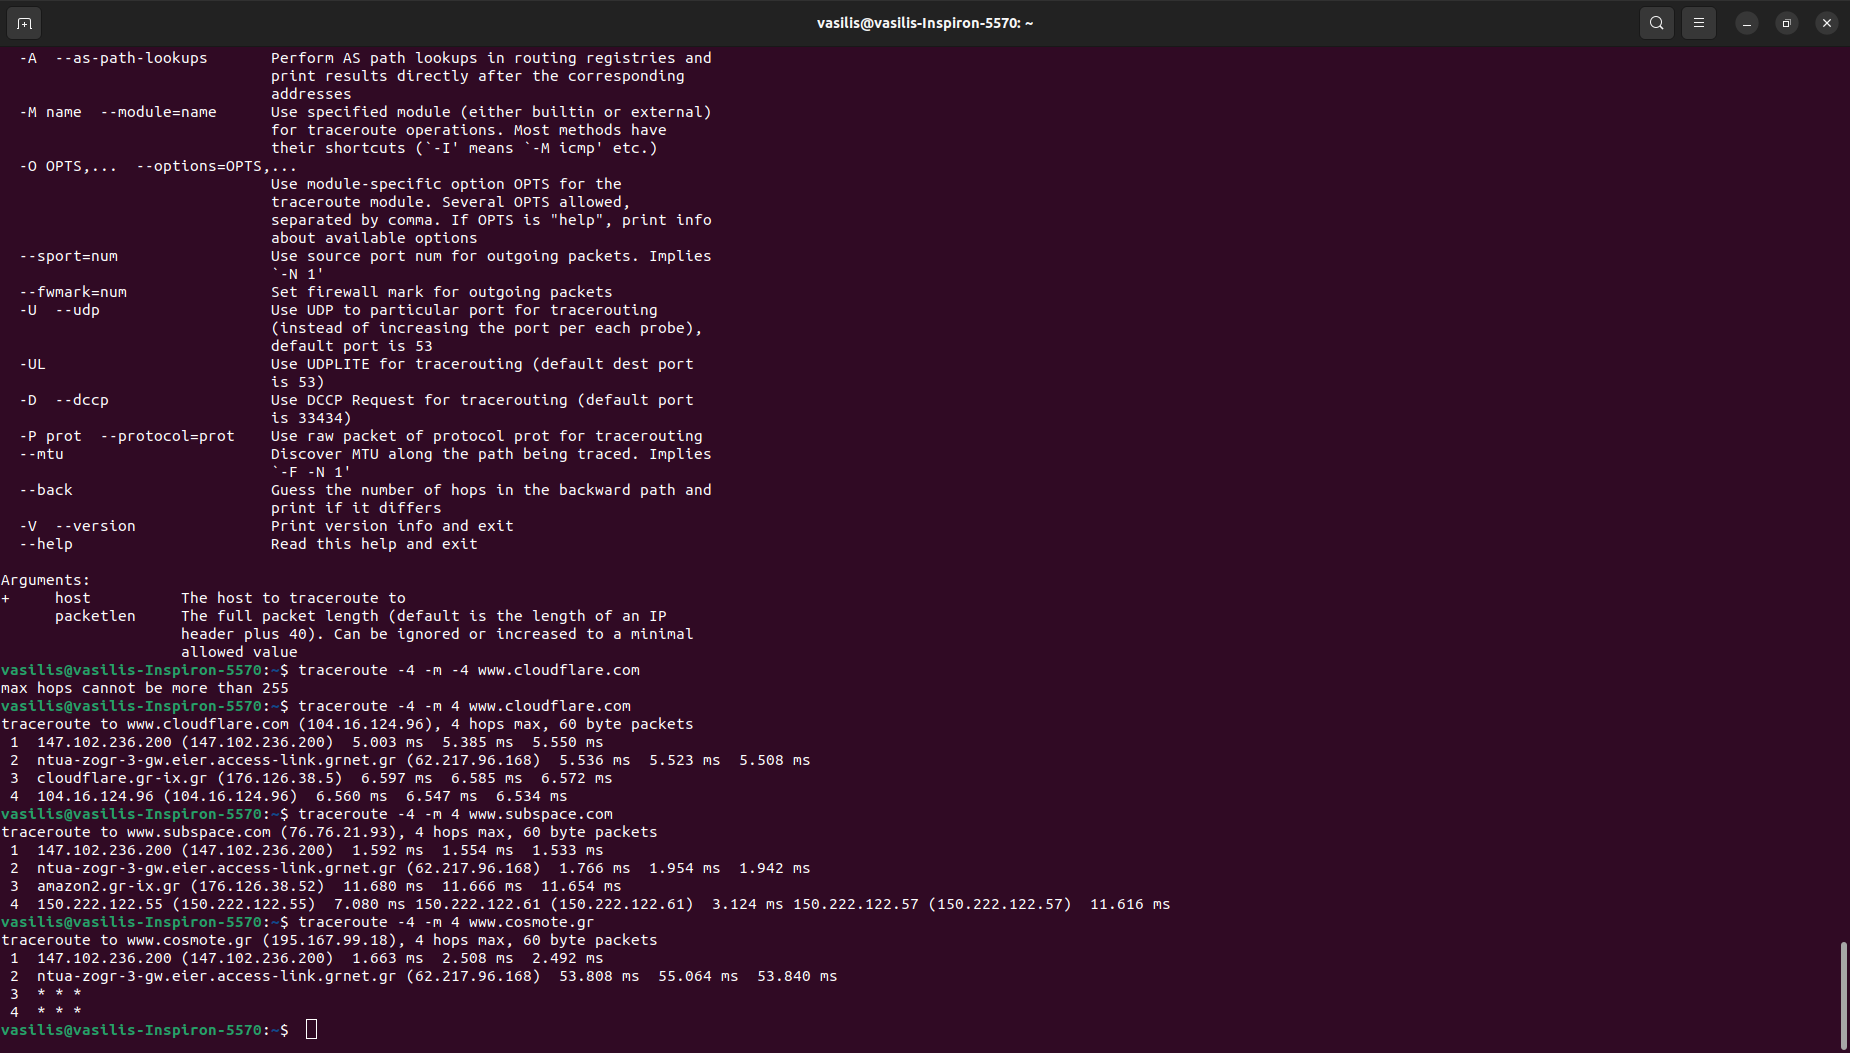 vasilis@vasilis-Inspiron-5570: ~
  -A  --as-path-lookups       Perform AS path lookups in routing registries and
                              print results directly after the corresponding
                              addresses
  -M name  --module=name      Use specified module (either builtin or external)
                              for traceroute operations. Most methods have
                              their shortcuts (`-I' means `-M icmp' etc.)
  -O OPTS,...  --options=OPTS,...
                              Use module-specific option OPTS for the
                              traceroute module. Several OPTS allowed,
                              separated by comma. If OPTS is "help", print info
                              about available options
  --sport=num                 Use source port num for outgoing packets. Implies
                              `-N 1'
  --fwmark=num                Set firewall mark for outgoing packets
  -U  --udp                   Use UDP to particular port for tracerouting
                              (instead of increasing the port per each probe),
                              default port is 53
  -UL                         Use UDPLITE for tracerouting (default dest port
                              is 53)
  -D  --dccp                  Use DCCP Request for tracerouting (default port
                              is 33434)
  -P prot  --protocol=prot    Use raw packet of protocol prot for tracerouting
  --mtu                       Discover MTU along the path being traced. Implies
                              `-F -N 1'
  --back                      Guess the number of hops in the backward path and
                              print if it differs
  -V  --version               Print version info and exit
  --help                      Read this help and exit

Arguments:
+     host          The host to traceroute to
      packetlen     The full packet length (default is the length of an IP
                    header plus 40). Can be ignored or increased to a minimal
                    allowed value
vasilis@vasilis-Inspiron-5570:~$ traceroute -4 -m -4 www.cloudflare.com
max hops cannot be more than 255
vasilis@vasilis-Inspiron-5570:~$ traceroute -4 -m 4 www.cloudflare.com
traceroute to www.cloudflare.com (104.16.124.96), 4 hops max, 60 byte packets
 1  147.102.236.200 (147.102.236.200)  5.003 ms  5.385 ms  5.550 ms
 2  ntua-zogr-3-gw.eier.access-link.grnet.gr (62.217.96.168)  5.536 ms  5.523 ms  5.508 ms
 3  cloudflare.gr-ix.gr (176.126.38.5)  6.597 ms  6.585 ms  6.572 ms
 4  104.16.124.96 (104.16.124.96)  6.560 ms  6.547 ms  6.534 ms
vasilis@vasilis-Inspiron-5570:~$ traceroute -4 -m 4 www.subspace.com
traceroute to www.subspace.com (76.76.21.93), 4 hops max, 60 byte packets
 1  147.102.236.200 (147.102.236.200)  1.592 ms  1.554 ms  1.533 ms
 2  ntua-zogr-3-gw.eier.access-link.grnet.gr (62.217.96.168)  1.766 ms  1.954 ms  1.942 ms
 3  amazon2.gr-ix.gr (176.126.38.52)  11.680 ms  11.666 ms  11.654 ms
 4  150.222.122.55 (150.222.122.55)  7.080 ms 150.222.122.61 (150.222.122.61)  3.124 ms 150.222.122.57 (150.222.122.57)  11.616 ms
vasilis@vasilis-Inspiron-5570:~$ traceroute -4 -m 4 www.cosmote.gr
traceroute to www.cosmote.gr (195.167.99.18), 4 hops max, 60 byte packets
 1  147.102.236.200 (147.102.236.200)  1.663 ms  2.508 ms  2.492 ms
 2  ntua-zogr-3-gw.eier.access-link.grnet.gr (62.217.96.168)  53.808 ms  55.064 ms  53.840 ms
 3  * * *
 4  * * *
vasilis@vasilis-Inspiron-5570:~$